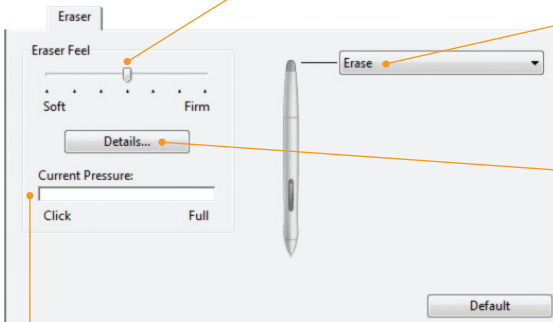 Eraser
Eraser Feel
Erase
Soft Firm
Details...
Current Pressure:
Click Full
Default